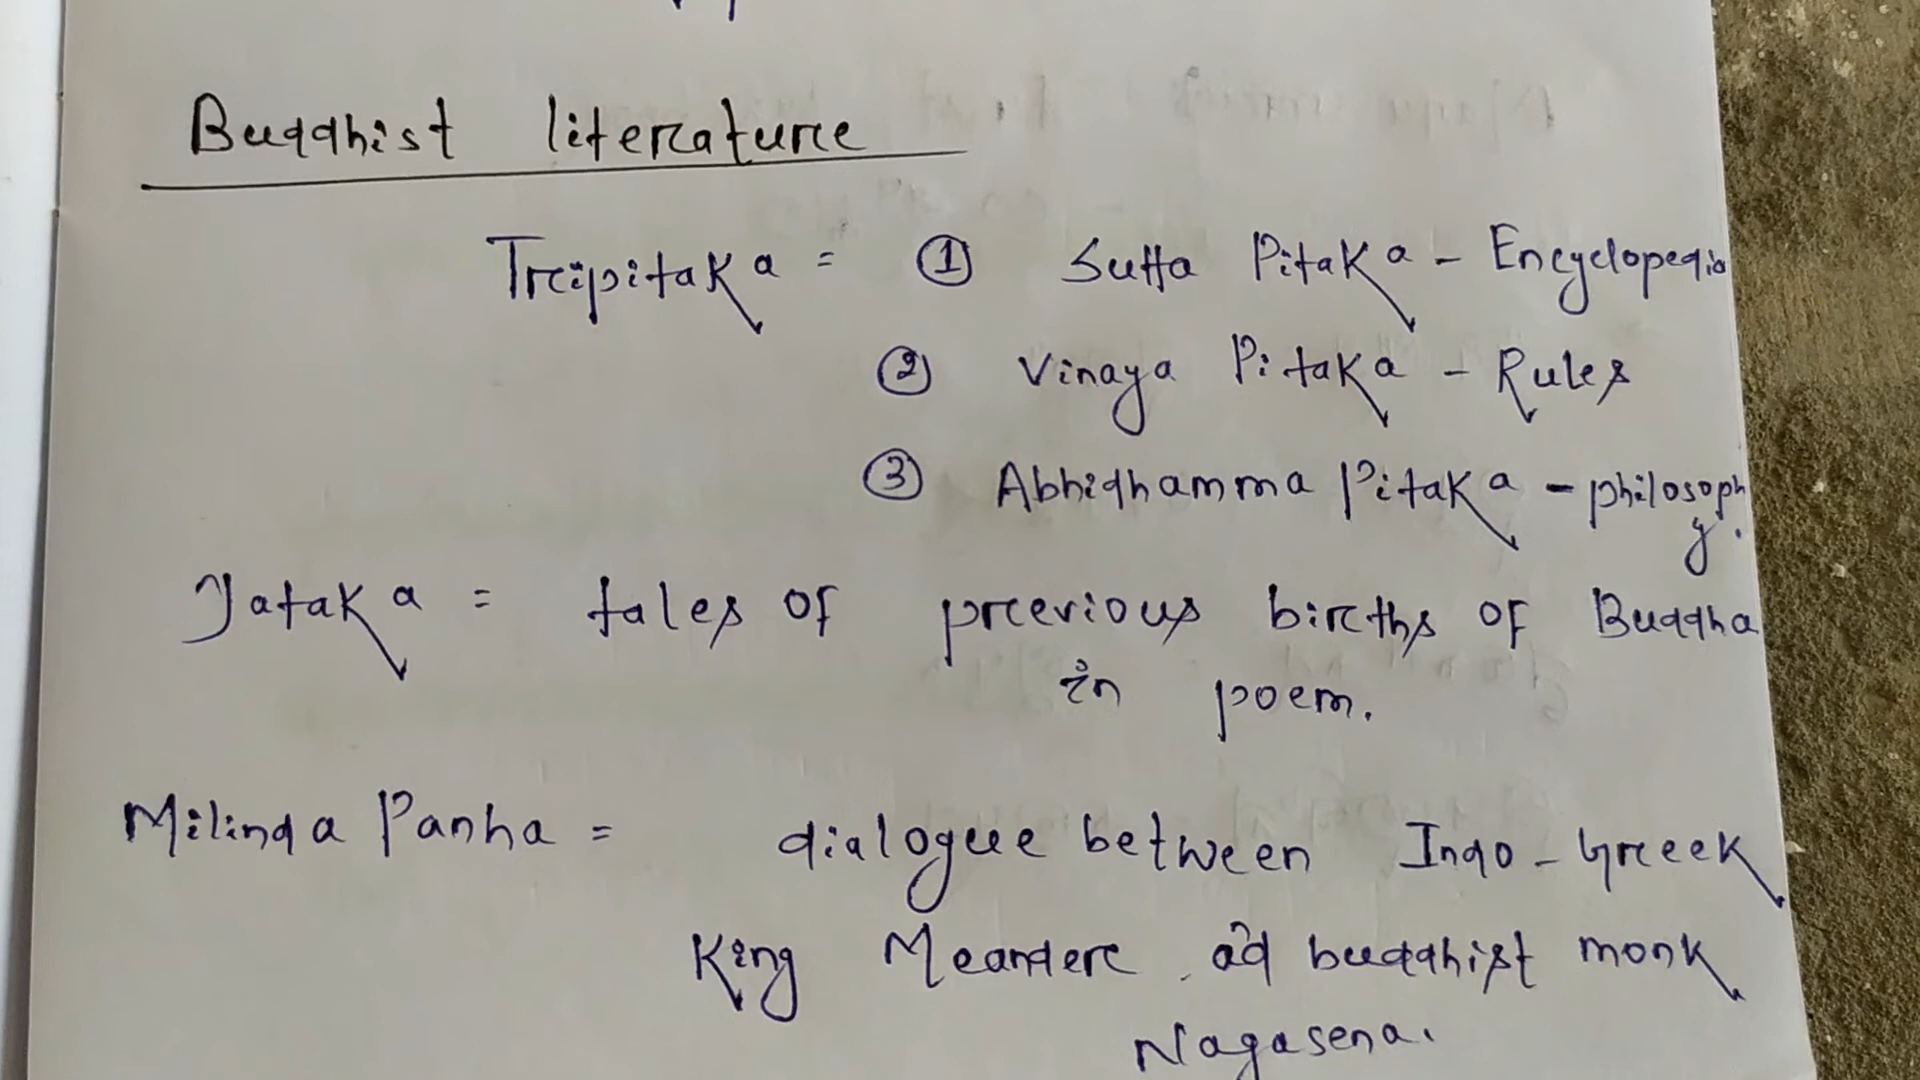 Buddhist literature
Tripitaka = ① Sutta Pitaka - Encyclopedia
② Vinaya Pitaka - Rules
③ Abhidhamma Pitaka - philosophy.
Jataka = tales of previous births of Buddha
in poem.
Milinda Panha = dialogue between Indo-Greek
King Meander ad buddhist monk
Nagasena.